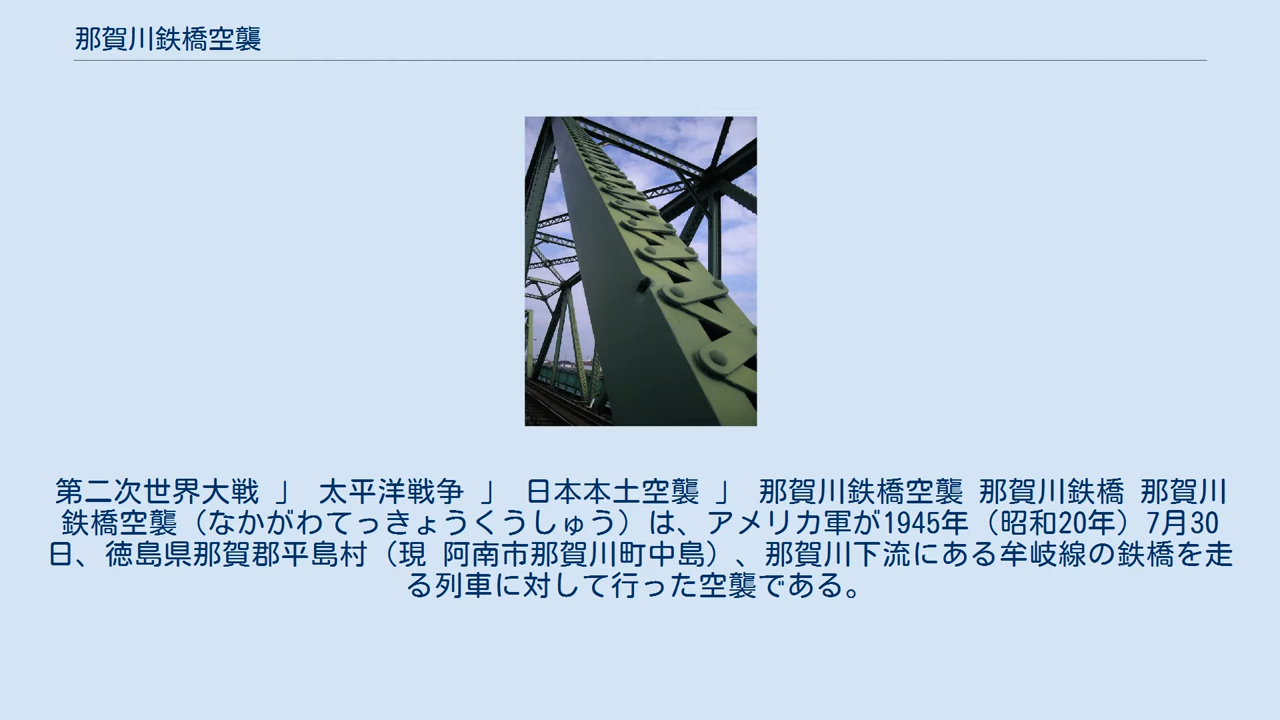 那賀川鉄橋空襲
第二次世界大戦 」 太平洋戦争 」 日本本土空襲 」 那賀川鉄橋空襲 那賀川鉄橋 那賀川
鉄橋空襲（なかがわてっきょうくうしゅう）は、アメリカ軍が1945年（昭和20年）7月30
日、徳島県那賀郡平島村（現 阿南市那賀川町中島）、那賀川下流にある牟岐線の鉄橋を走
る列車に対して行った空襲である。